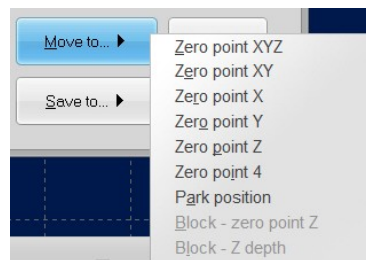 Move to...
Save to...
Zero point XYZ
Zero point XY
Zero point X
Zero point Y
Zero point Z
Zero point 4
Park position
Block - zero point Z
Block - Z depth